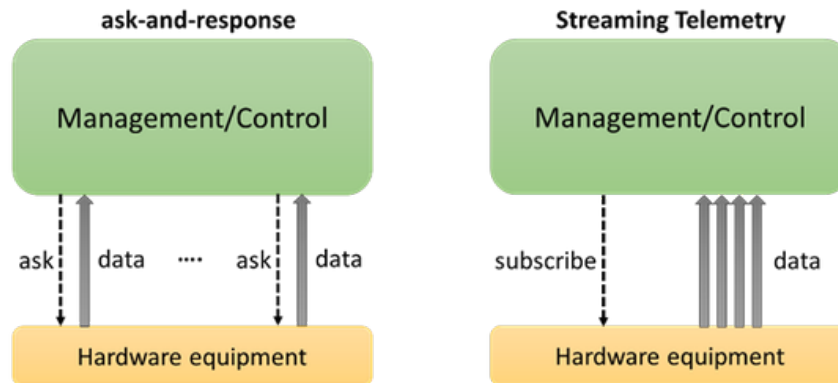 ask-and-response
Management/Control
ask
data
....
ask
data
Hardware equipment
Streaming Telemetry
Management/Control
subscribe
data
Hardware equipment